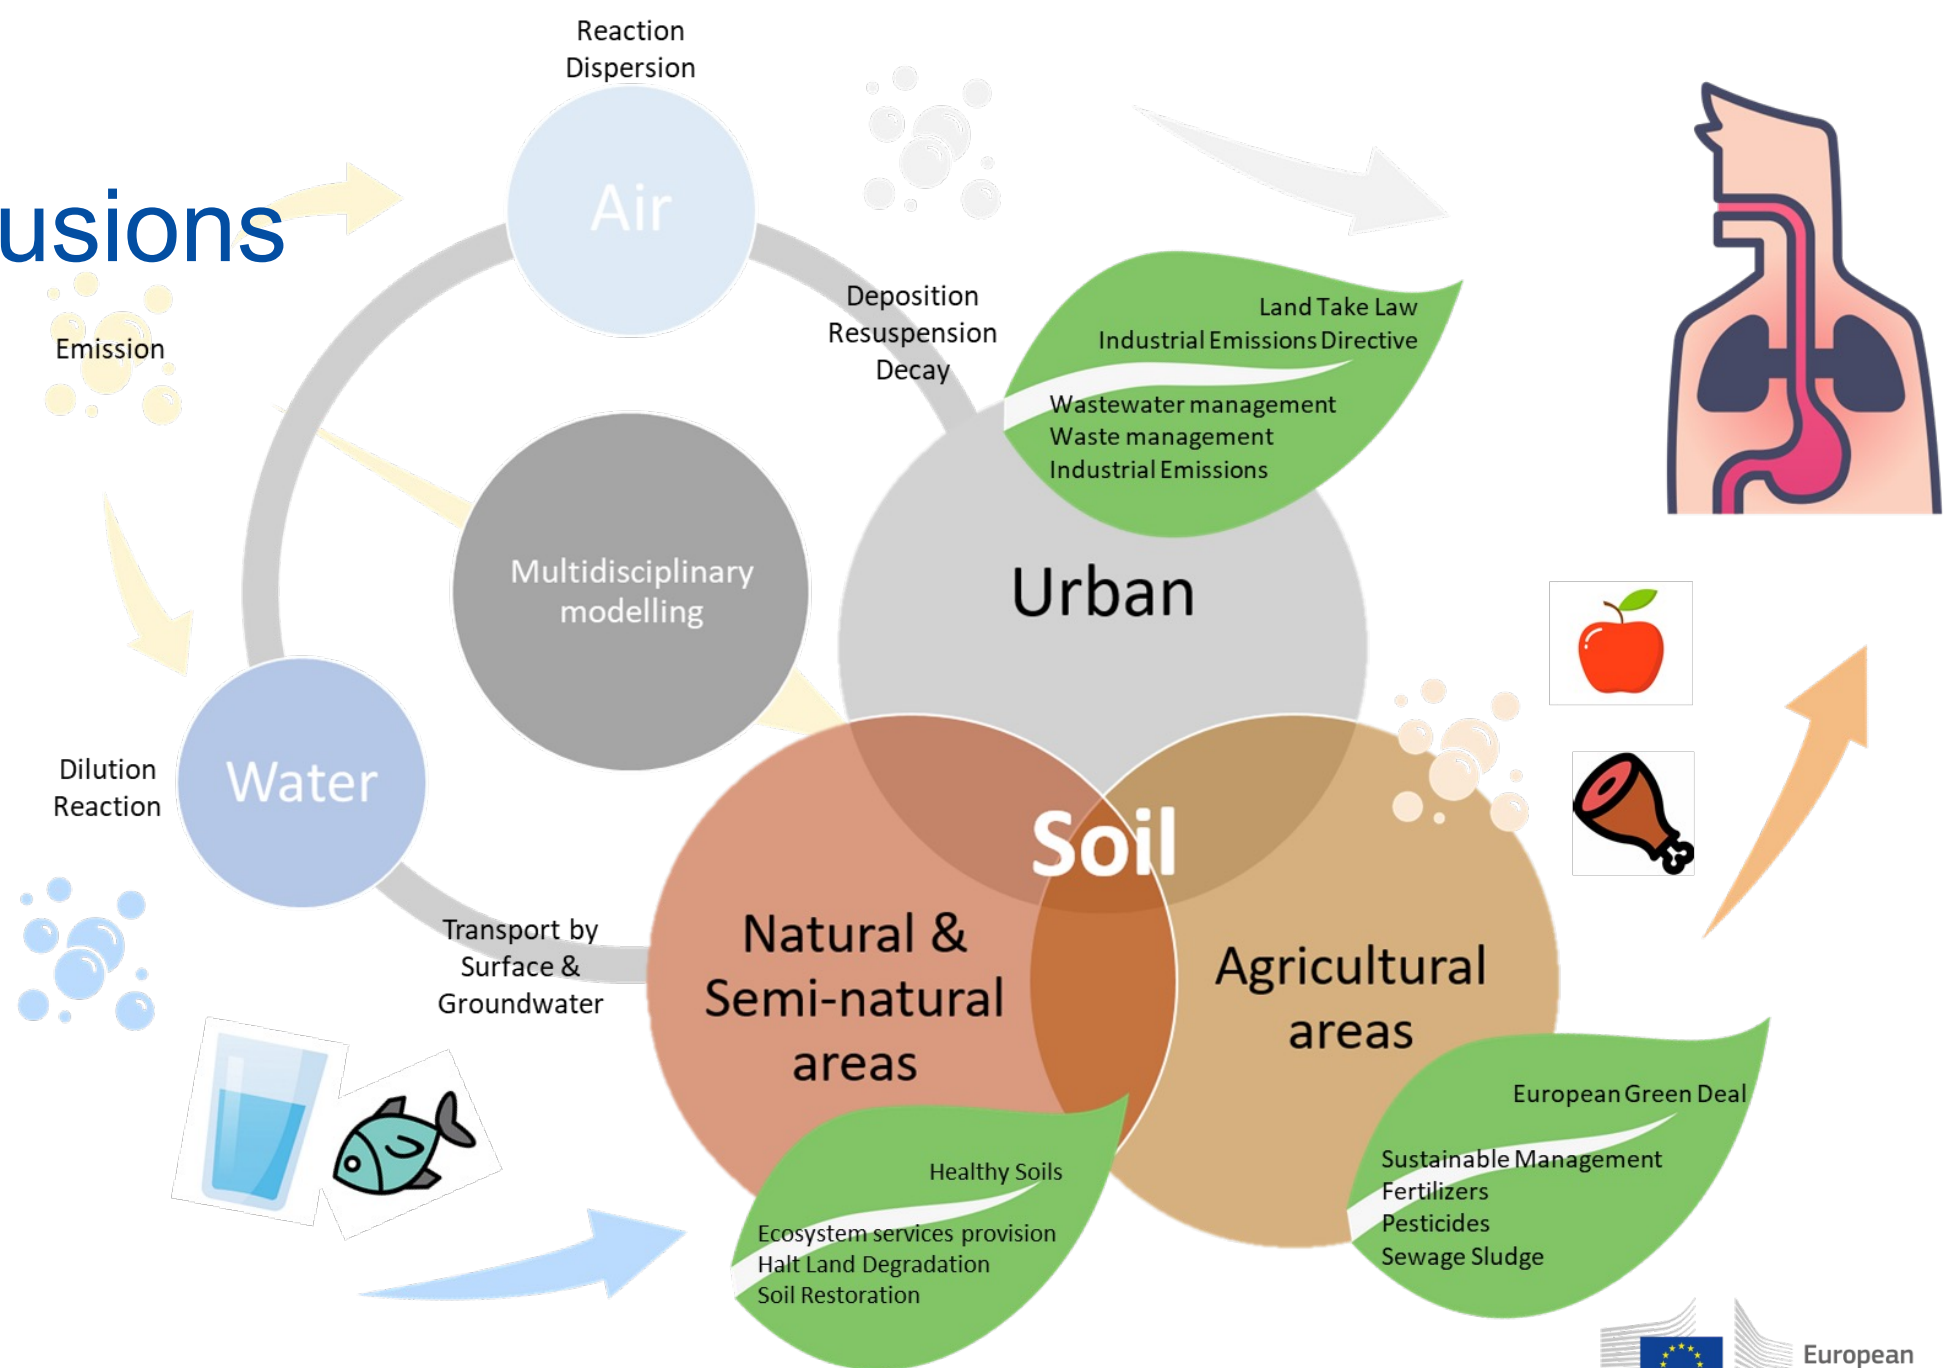 Reaction
Dispersion
Air
usions
Emission
Deposition
Resuspension
Decay
Land Take Law
Industrial Emissions Directive
Wastewater management
Waste management
Industrial Emissions
Multidisciplinary
modelling
Urban
Water
Dilution
Reaction
Soil
Transport by
Surface &
Groundwater
Natural &
Semi-natural
areas
Agricultural
areas
Healthy Soils
Ecosystem services provision
Halt Land Degradation
Soil Restoration
European Green Deal
Sustainable Management
Fertilizers
Pesticides
Sewage Sludge
European